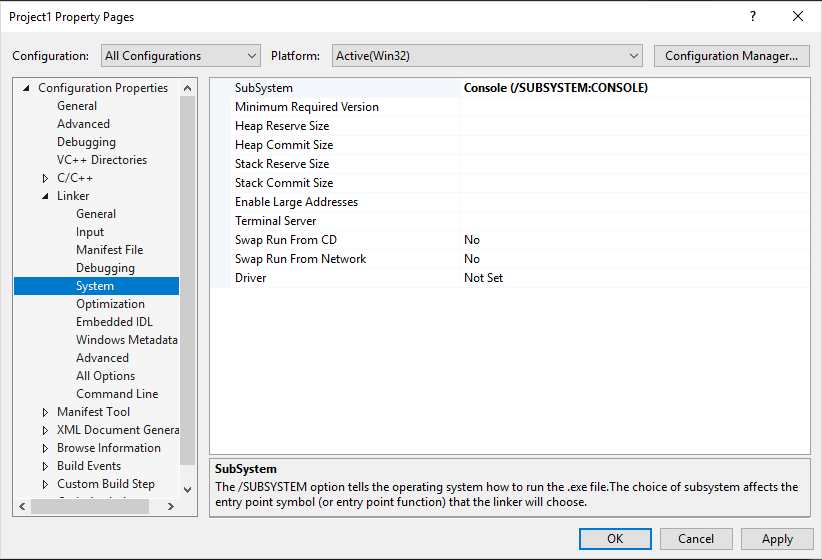 Project1 Property Pages
Configuration: All Configurations Platform: Active(Win32) Configuration Manager...
Configuration Properties
General
Advanced
Debugging
VC++ Directories
C/C++
Linker
General
Input
Manifest File
Debugging
System
Optimization
Embedded IDL
Windows Metadata
Advanced
All Options
Command Line
Manifest Tool
XML Document Genera
Browse Information
Build Events
Custom Build Step
SubSystem Console (/SUBSYSTEM:CONSOLE)
Minimum Required Version
Heap Reserve Size
Heap Commit Size
Stack Reserve Size
Stack Commit Size
Enable Large Addresses
Terminal Server
Swap Run From CD No
Swap Run From Network No
Driver Not Set
SubSystem
The /SUBSYSTEM option tells the operating system how to run the .exe file.The choice of subsystem affects the
entry point symbol (or entry point function) that the linker will choose.
OK Cancel Apply